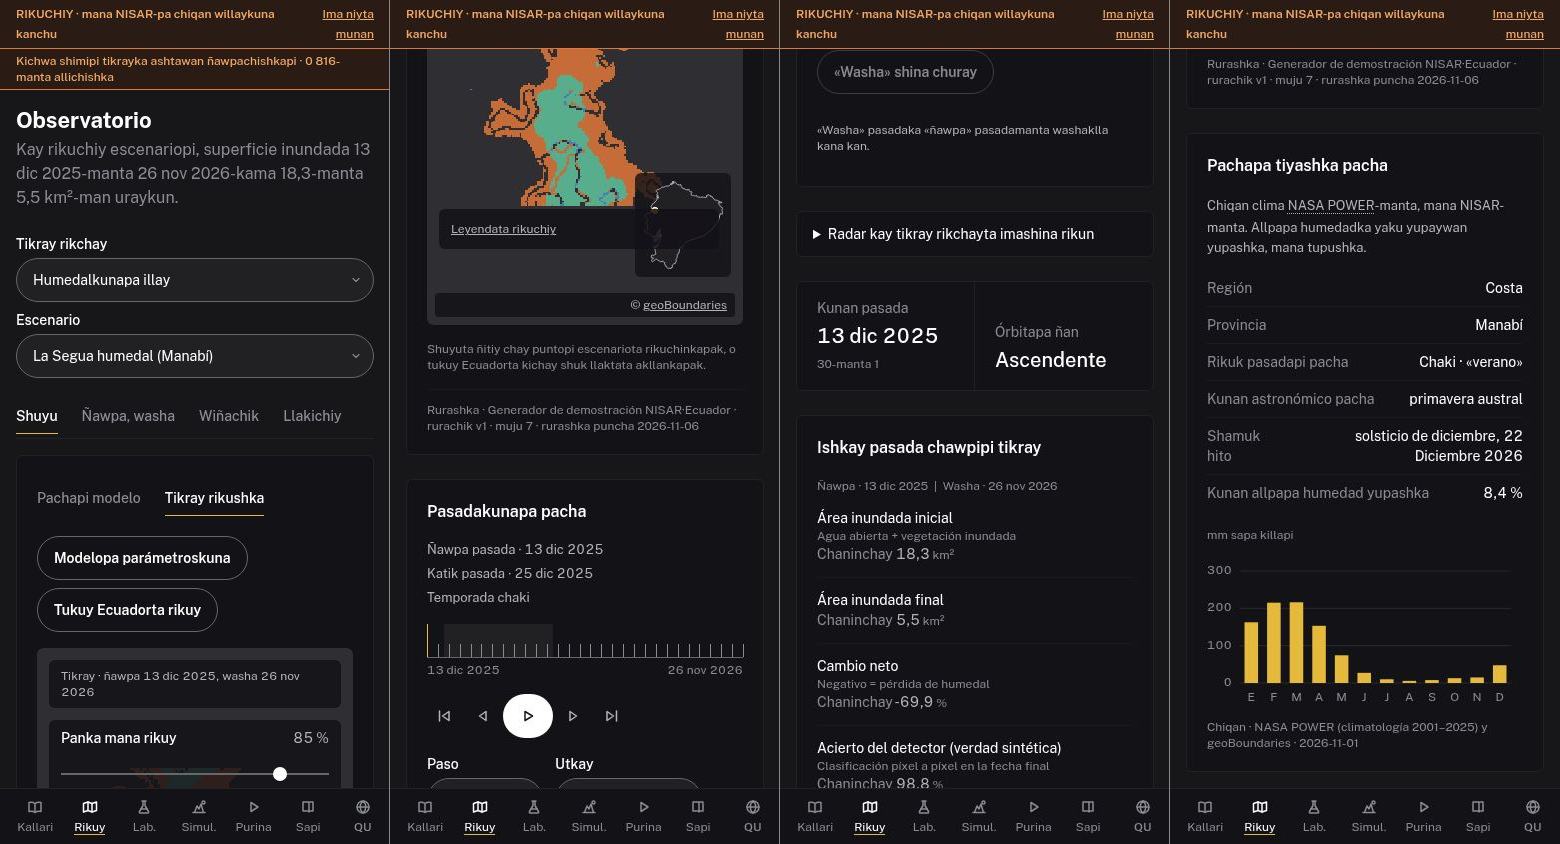 RIKUCHIY · mana NISAR-pa chiqan willaykuna
kanchu
Ima niyta
munan
Kichwa shimipi tikrayka ashtawan ñawpachishkapi · 0 816-
manta allichishka
Observatorio
Kay rikuchiy escenariopi, superficie inundada 13
dic 2025-manta 26 nov 2026-kama 18,3-manta
5,5 km²-man uraykun.
Tikray rikchay
Humedalkunapa illay
Escenario
La Segua humedal (Manabí)
Shuyu
Ñawpa, washa
Wiñachik
Llakichiy
Pachapi modelo
Tikray rikushka
Modelopa parámetroskuna
Tukuy Ecuadorta rikuy
Tikray · ñawpa 13 dic 2025, washa 26 nov
2026
Panka mana rikuy
85 %
Kallari
Rikuy
Lab.
Simul.
Purina
Sapi
QU
RIKUCHIY · mana NISAR-pa chiqan willaykuna
kanchu
Ima niyta
munan
Leyendata rikuchiy
© geoBoundaries
Shuyuta ñitiy chay puntopi escenariota rikuchinkapak, o
tukuy Ecuadorta kichay shuk llaktata akllankapak.
Rurashka · Generador de demostración NISAR·Ecuador ·
rurachik v1 · muju 7 · rurashka puncha 2026-11-06
Pasadakunapa pacha
Ñawpa pasada · 13 dic 2025
Katik pasada · 25 dic 2025
Temporada chaki
13 dic 2025
26 nov 2026
Paso
Utkay
Kallari
Rikuy
Lab.
Simul.
Purina
Sapi
QU
RIKUCHIY · mana NISAR-pa chiqan willaykuna
kanchu
Ima niyta
munan
«Washa» shina churay
«Washa» pasadaka «ñawpa» pasadamanta washaklla
kana kan.
Radar kay tikray rikchayta imashina rikun
Kunan pasada
13 dic 2025
30-manta 1
Órbitapa ñan
Ascendente
Ishkay pasada chawpipi tikray
Ñawpa · 13 dic 2025 | Washa · 26 nov 2026
Área inundada inicial
Agua abierta + vegetación inundada
Chaninchay 18,3 km²
Área inundada final
Chaninchay 5,5 km²
Cambio neto
Negativo = pérdida de humedal
Chaninchay -69,9 %
Acierto del detector (verdad sintética)
Clasificación píxel a píxel en la fecha final
Chaninchay 98,8 %
Kallari
Rikuy
Lab.
Simul.
Purina
Sapi
QU
RIKUCHIY · mana NISAR-pa chiqan willaykuna
kanchu
Ima niyta
munan
Rurashka · Generador de demostración NISAR·Ecuador ·
rurachik v1 · muju 7 · rurashka puncha 2026-11-06
Pachapa tiyashka pacha
Chiqan clima NASA POWER-manta, mana NISAR-
manta. Allpapa humedadka yaku yupaywan
yupashka, mana tupushka.
Región
Costa
Provincia
Manabí
Rikuk pasadapi pacha
Chaki · «verano»
Kunan astronómico pacha
primavera austral
Shamuk
hito
solsticio de diciembre, 22
Diciembre 2026
Kunan allpapa humedad yupashka
8,4 %
mm sapa killapi
300
200
100
0
E F M A M J J A S O N D
Chiqan · NASA POWER (climatología 2001–2025) y
geoBoundaries · 2026-11-01
Kallari
Rikuy
Lab.
Simul.
Purina
Sapi
QU